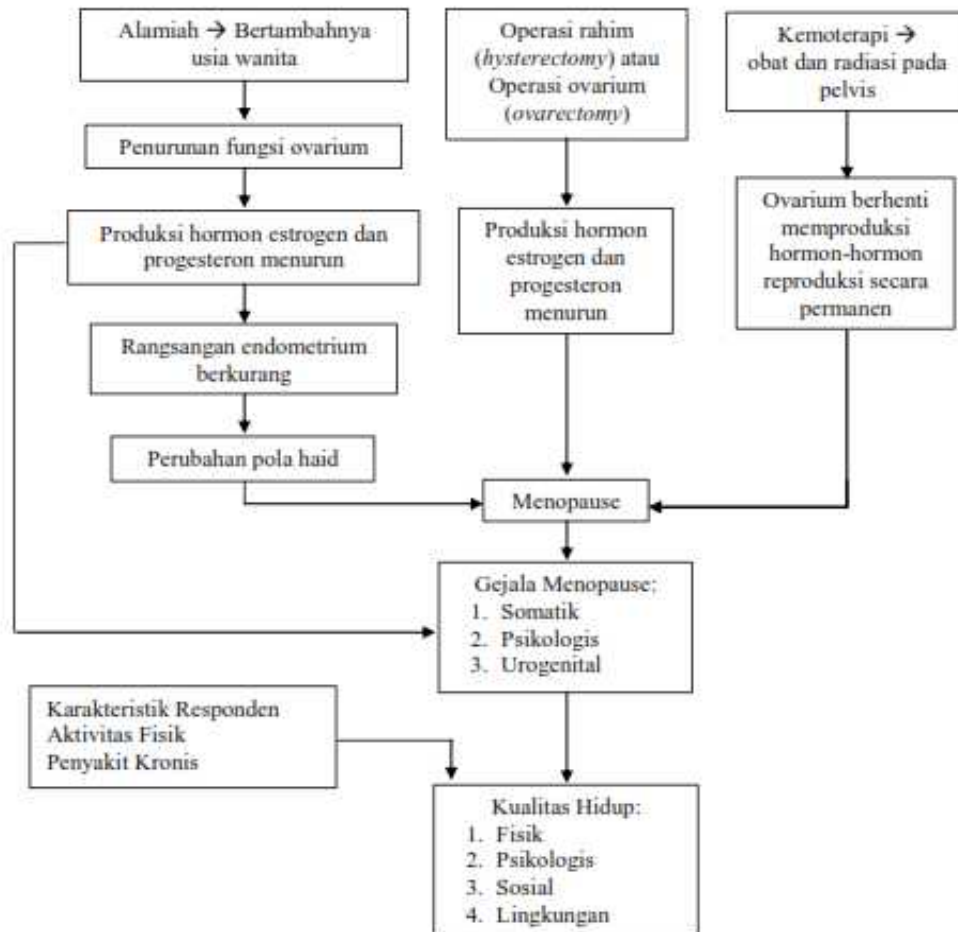 Alamiah → Bertambahnya
usia wanita
Operasi rahim
(hysterectomy) atau
Operasi ovarium
(ovarectomy)
Kemoterapi →
obat dan radiasi pada
pelvis
Penurunan fungsi ovarium
Produksi hormon estrogen dan
progesteron menurun
Produksi hormon
estrogen dan
progesteron
menurun
Ovarium berhenti
memproduksi
hormon-hormon
reproduksi secara
permanen
Rangsangan endometrium
berkurang
Perubahan pola haid
Menopause
Gejala Menopause:
1. Somatik
2. Psikologis
3. Urogenital
Karakteristik Responden
Aktivitas Fisik
Penyakit Kronis
Kualitas Hidup:
1. Fisik
2. Psikologis
3. Sosial
4. Lingkungan